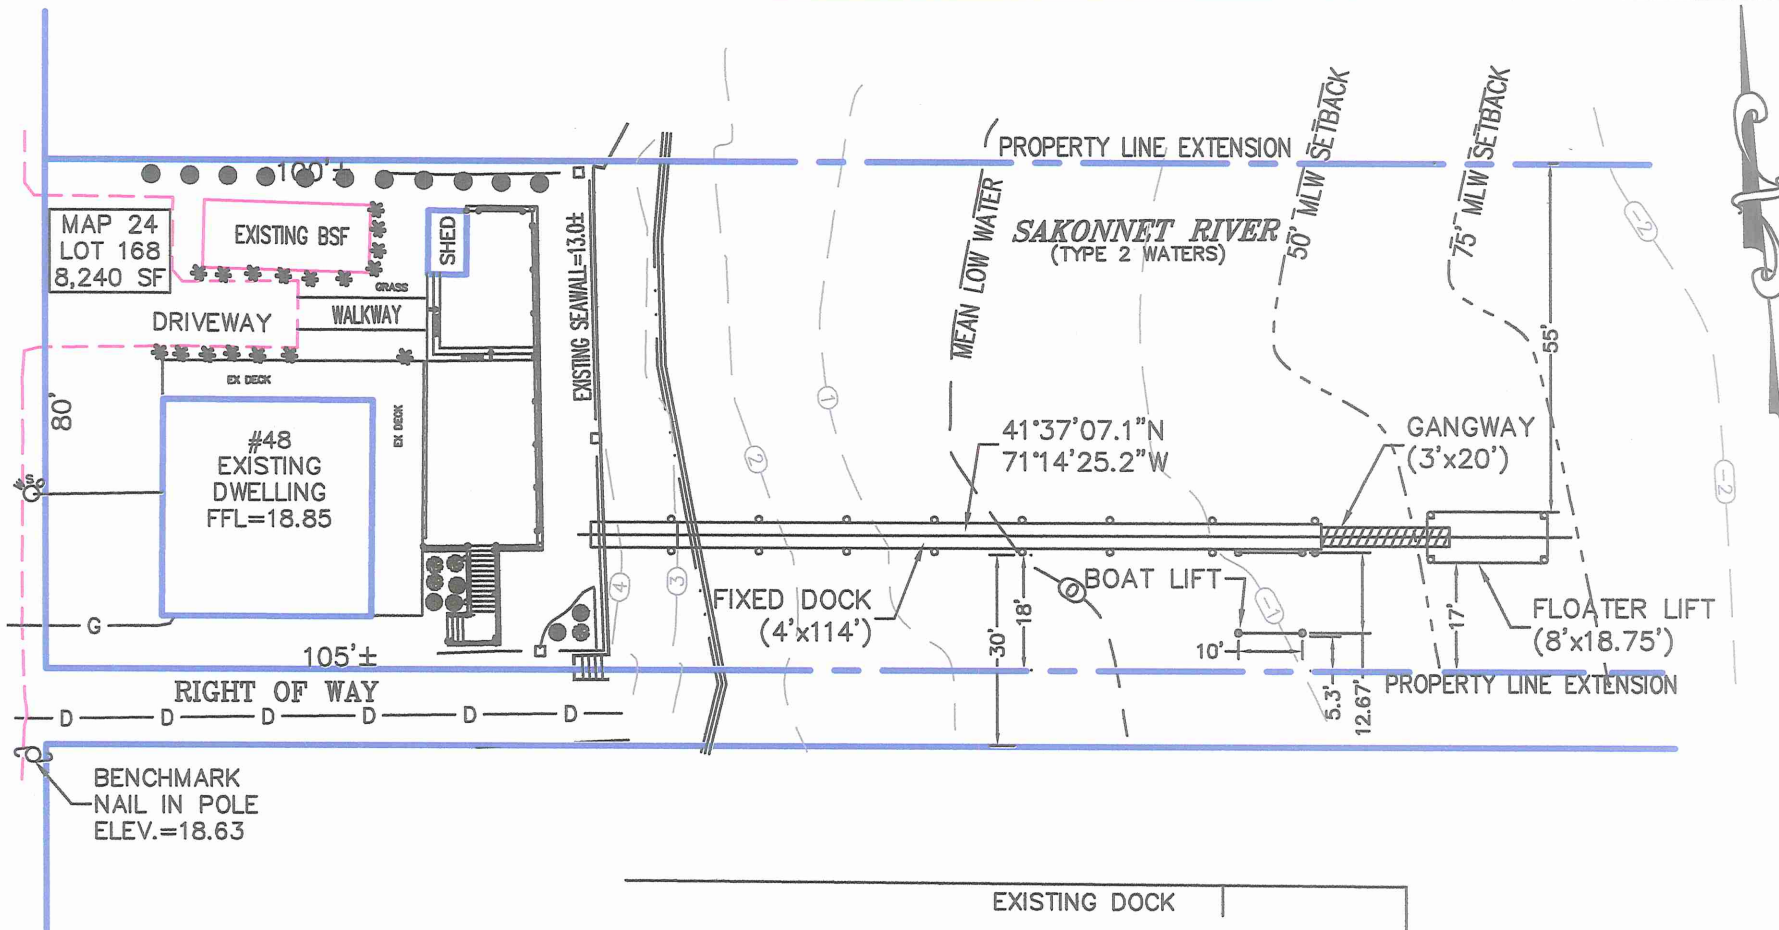 100'±
MAP 24
LOT 168
8,240 SF
EXISTING BSF
SHED
GRASS
WALKWAY
DRIVEWAY
EX DECK
EX DECK
80'
#48
EXISTING
DWELLING
FFL=18.85
G
105'±
RIGHT OF WAY
D D D D D D
BENCHMARK
NAIL IN POLE
ELEV.=18.63
EXISTING SEAWALL=13.0±
4
3
2
1
0
-1
-2
-2
PROPERTY LINE EXTENSION
MEAN LOW WATER
SAKONNET RIVER
(TYPE 2 WATERS)
50' MLW SETBACK
75' MLW SETBACK
55'
41°37'07.1"N
71°14'25.2"W
GANGWAY
(3'x20')
FIXED DOCK
(4'x114')
30'
18'
BOAT LIFT
10'
5.3'
12.67'
17'
FLOATER LIFT
(8'x18.75')
PROPERTY LINE EXTENSION
EXISTING DOCK